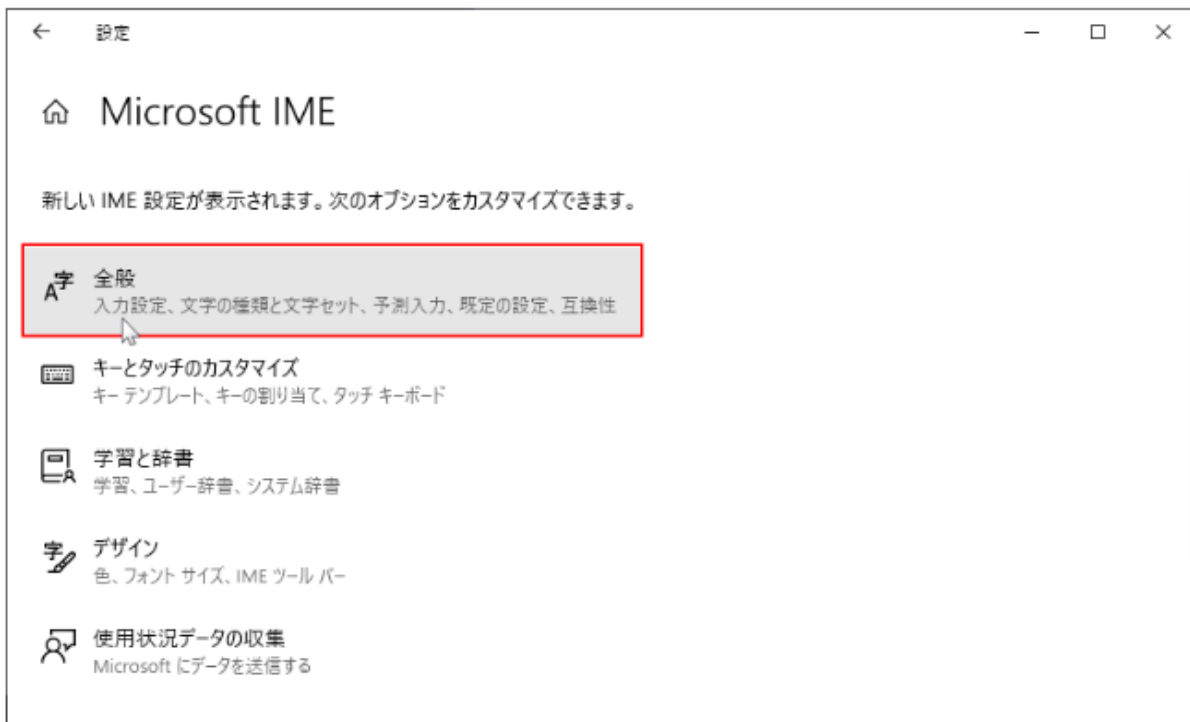 設定
Microsoft IME
新しい IME 設定が表示されます。次のオプションをカスタマイズできます。
全般
入力設定、文字の種類と文字セット、予測入力、既定の設定、互換性
キーとタッチのカスタマイズ
キー テンプレート、キーの割り当て、タッチ キーボード
学習と辞書
学習、ユーザー辞書、システム辞書
デザイン
色、フォント サイズ、IME ツール バー
使用状況データの収集
Microsoft にデータを送信する